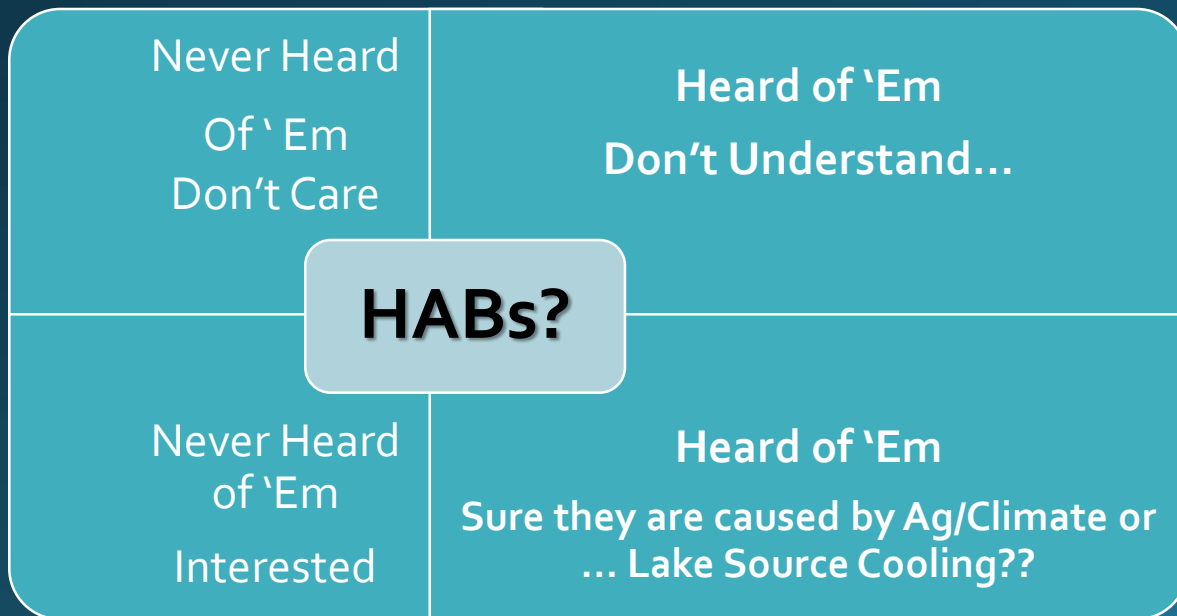 Never Heard
Of ‘ Em
Don’t Care
Heard of ‘Em
Don’t Understand…
HABs?
Never Heard
of ‘Em
Interested
Heard of ‘Em
Sure they are caused by Ag/Climate or
… Lake Source Cooling??